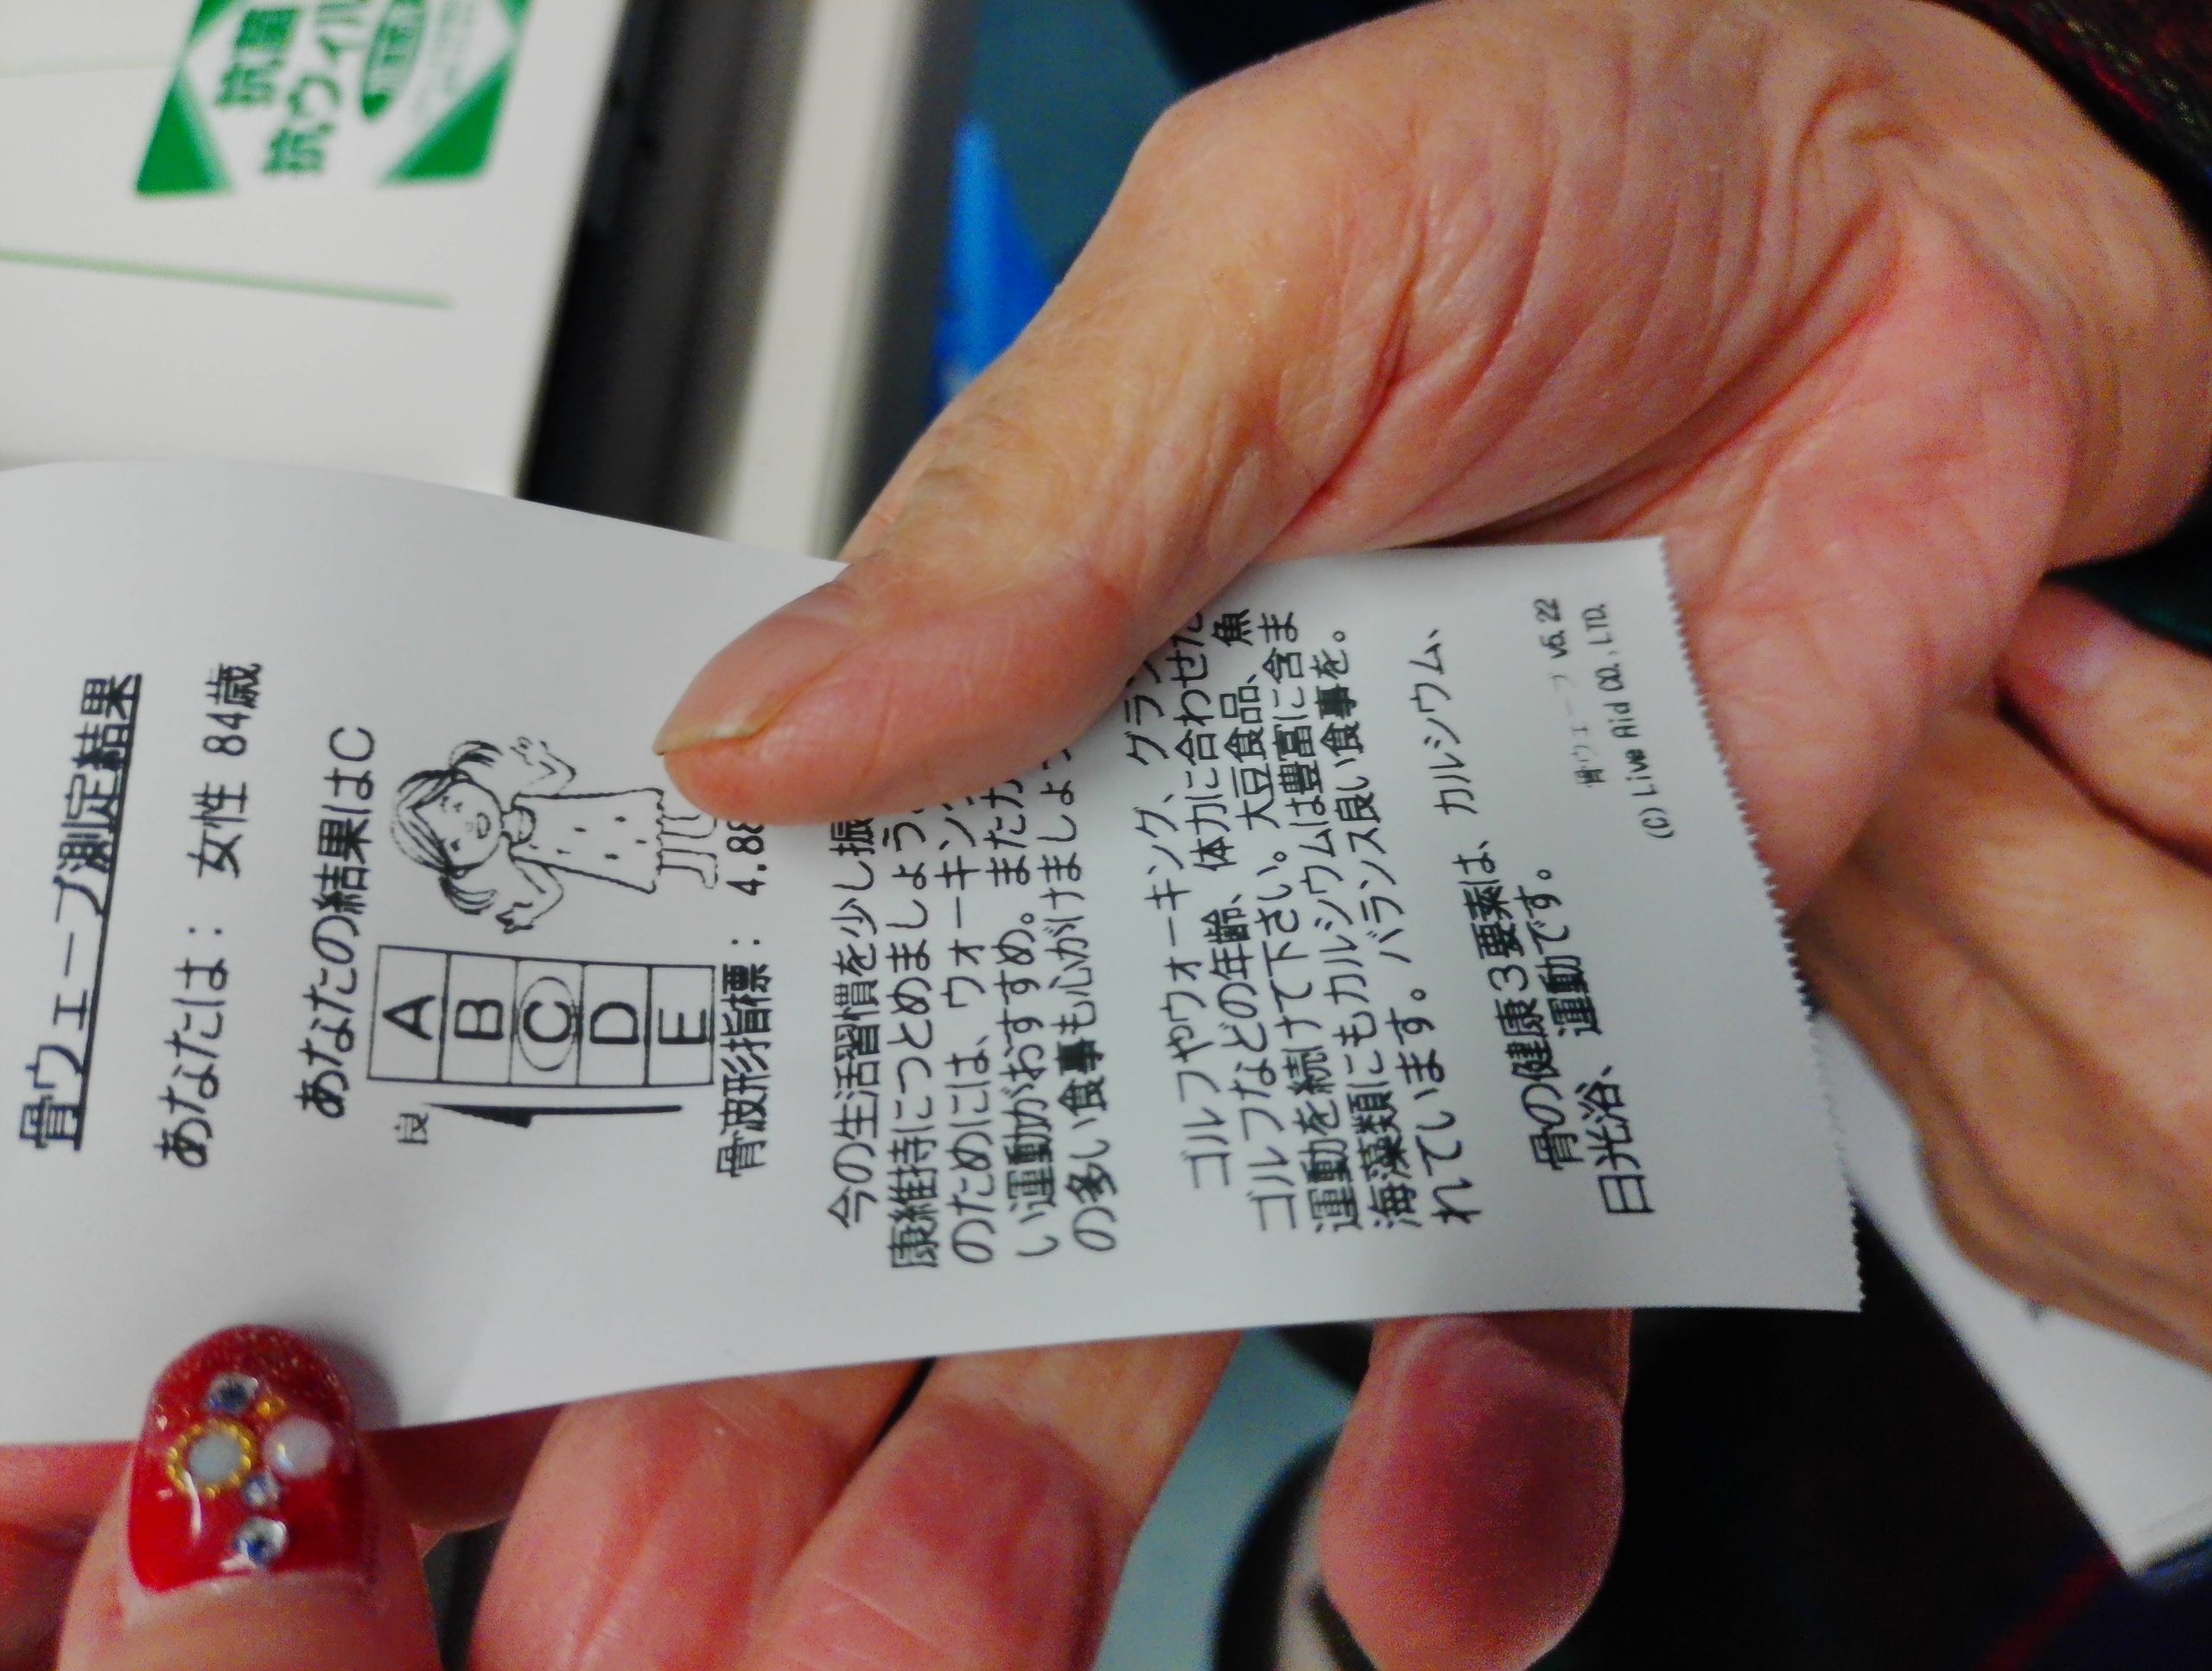 抗菌
抗ウイル
骨ウェーブ測定結果
あなたは： 女性 84歳
あなたの結果はC
良
A
B
C
D
E
骨波形指標： 4.88
今の生活習慣を少し振
康維持につとめましょう
のためには、ウォーキン
しい運動がおすすめ。またカ
の多い食事も心がけましょ
ゴルフやウォーキング、グラ
ゴルフなどの年齢、体力に合わせた
運動を続けて下さい。大豆食品、魚
海藻類にもカルシウムは豊富に含ま
れています。バランス良い食事を。
骨の健康3要素は、カルシウム、
日光浴、運動です。
骨ウェーブ V5.22
(C)Live Aid CO.,LTD.